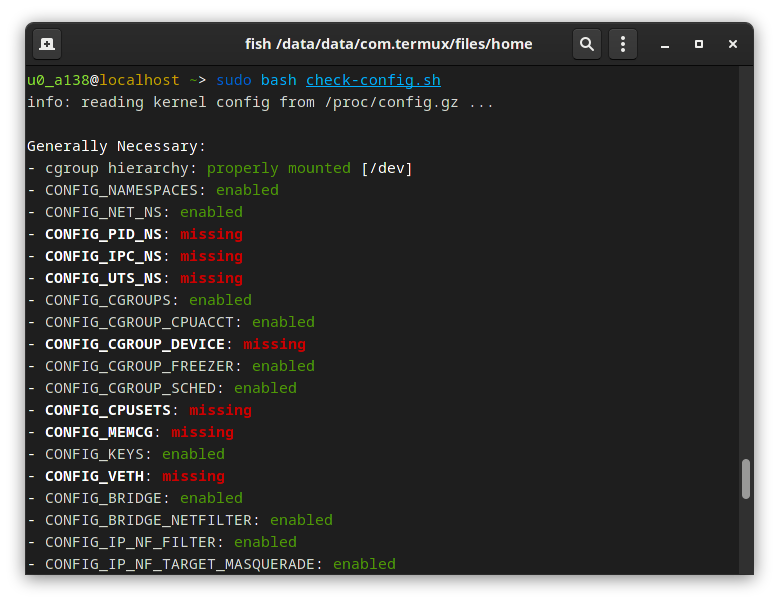 fish /data/data/com.termux/files/home
u0_a138@localhost ~> sudo bash check-config.sh
info: reading kernel config from /proc/config.gz ...
Generally Necessary:
- cgroup hierarchy: properly mounted [/dev]
- CONFIG_NAMESPACES: enabled
- CONFIG_NET_NS: enabled
- CONFIG_PID_NS: missing
- CONFIG_IPC_NS: missing
- CONFIG_UTS_NS: missing
- CONFIG_CGROUPS: enabled
- CONFIG_CGROUP_CPUACCT: enabled
- CONFIG_CGROUP_DEVICE: missing
- CONFIG_CGROUP_FREEZER: enabled
- CONFIG_CGROUP_SCHED: enabled
- CONFIG_CPUSETS: missing
- CONFIG_MEMCG: missing
- CONFIG_KEYS: enabled
- CONFIG_VETH: missing
- CONFIG_BRIDGE: enabled
- CONFIG_BRIDGE_NETFILTER: enabled
- CONFIG_IP_NF_FILTER: enabled
- CONFIG_IP_NF_TARGET_MASQUERADE: enabled